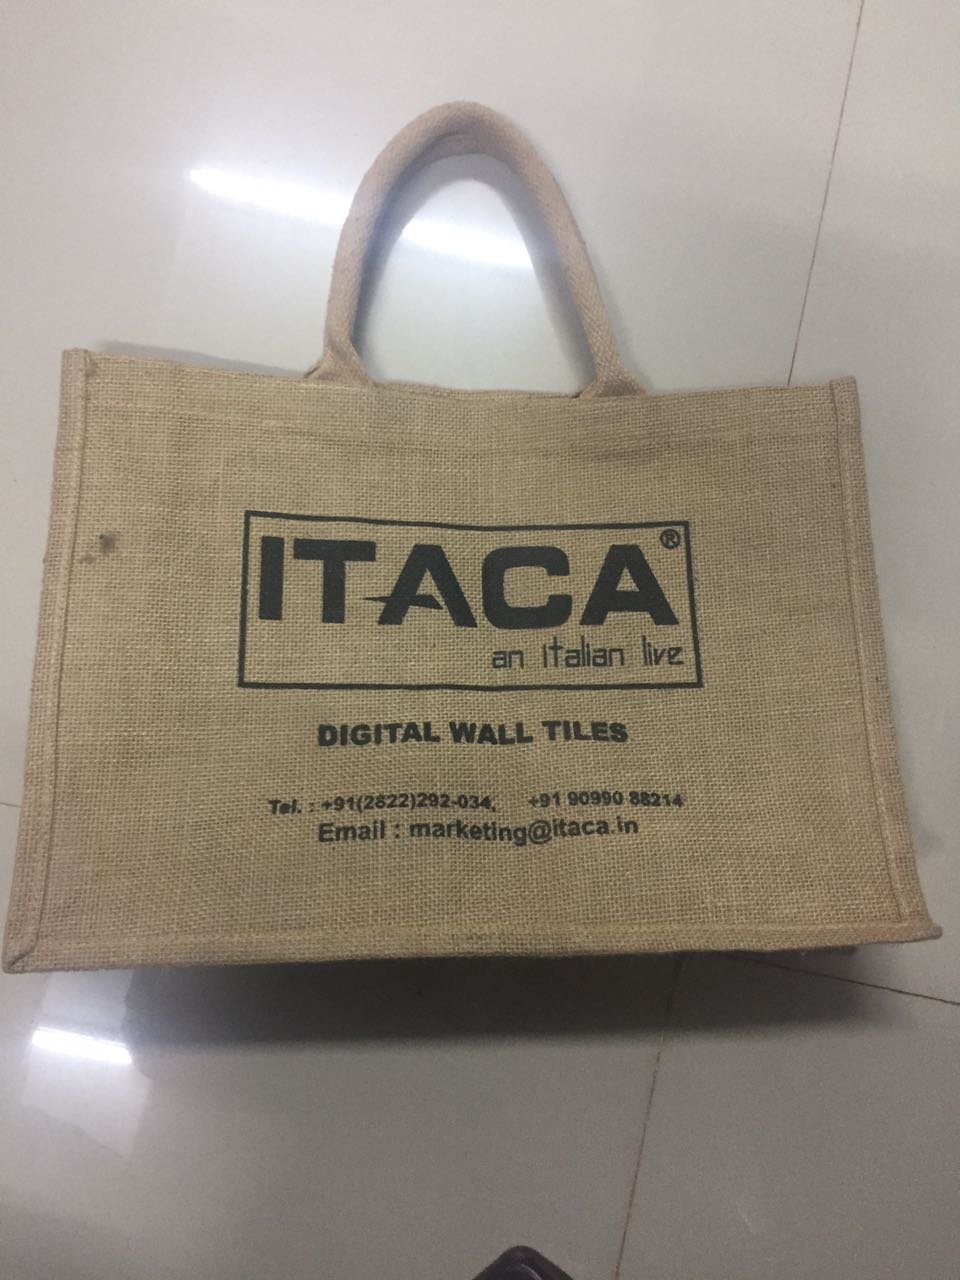 ITACA®
an italian live
DIGITAL WALL TILES
Tel. : +91(2822)292-034, +91 90990 88214
Email : marketing@itaca.in